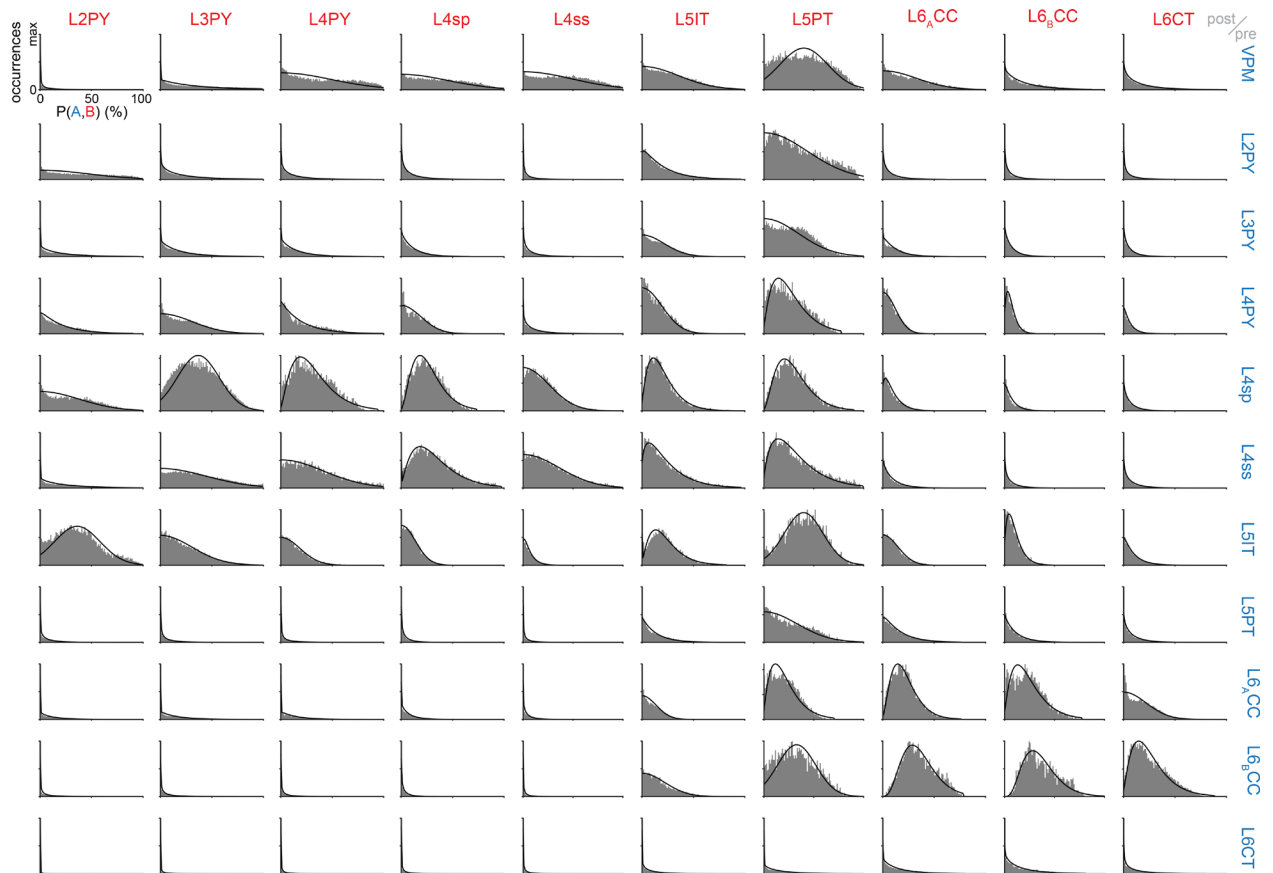 L2PY L3PY L4PY L4sp L4ss L5IT L5PT L6ACC L6BCC L6CT post/pre
occurrences
max
0
0 50 100
P(A,B) (%)
VPM
L2PY
L3PY
L4PY
L4sp
L4ss
L5IT
L5PT
L6ACC
L6BCC
L6CT